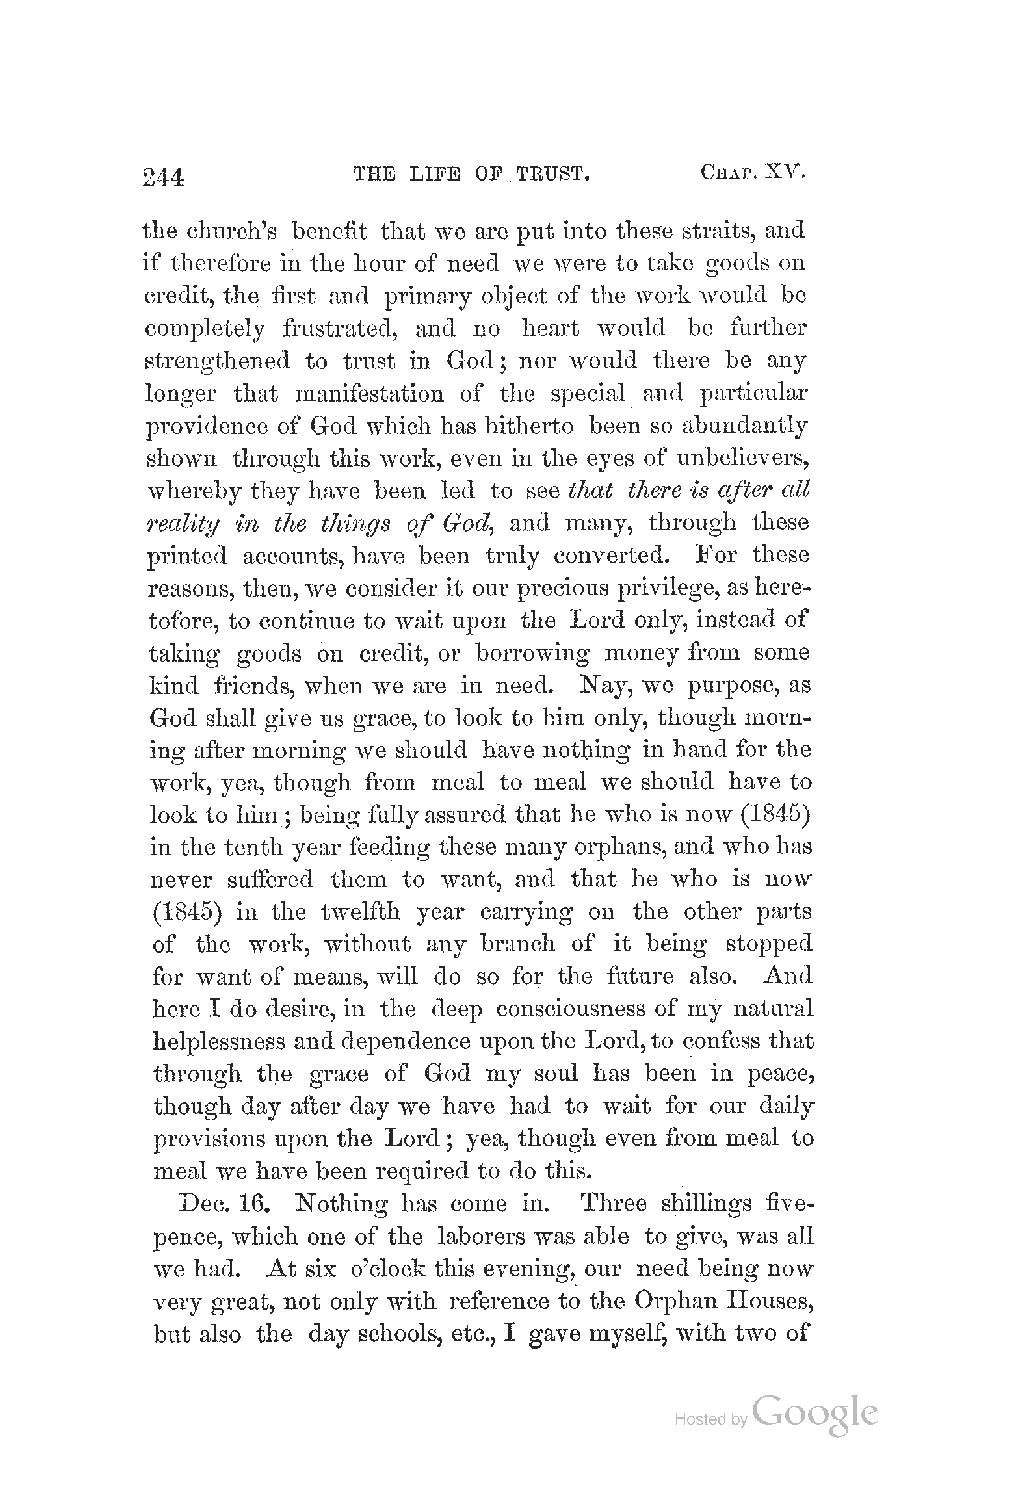 244 THE LIFE OF TRUST. CHAP. XV.
the church's benefit that we are put into these straits, and
if therefore in the hour of need we were to take goods on
credit, the first and primary object of the work would be
completely frustrated, and no heart would be further
strengthened to trust in God; nor would there be any
longer that manifestation of the special and particular
providence of God which has hitherto been so abundantly
shown through this work, even in the eyes of unbelievers,
whereby they have been led to see that there is after all
reality in the things of God, and many, through these
printed accounts, have been truly converted. For these
reasons, then, we consider it our precious privilege, as here-
tofore, to continue to wait upon the Lord only, instead of
taking goods on credit, or borrowing money from some
kind friends, when we are in need. Nay, we purpose, as
God shall give us grace, to look to him only, though morn-
ing after morning we should have nothing in hand for the
work, yea, though from meal to meal we should have to
look to him; being fully assured that he who is now (1845)
in the tenth year feeding these many orphans, and who has
never suffered them to want, and that he who is now
(1845) in the twelfth year carrying on the other parts
of the work, without any branch of it being stopped
for want of means, will do so for the future also. And
here I do desire, in the deep consciousness of my natural
helplessness and dependence upon the Lord, to confess that
through the grace of God my soul has been in peace,
though day after day we have had to wait for our daily
provisions upon the Lord; yea, though even from meal to
meal we have been required to do this.
Dec. 16. Nothing has come in. Three shillings five-
pence, which one of the laborers was able to give, was all
we had. At six o'clock this evening, our need being now
very great, not only with reference to the Orphan Houses,
but also the day schools, etc., I gave myself, with two of
Hosted by Google